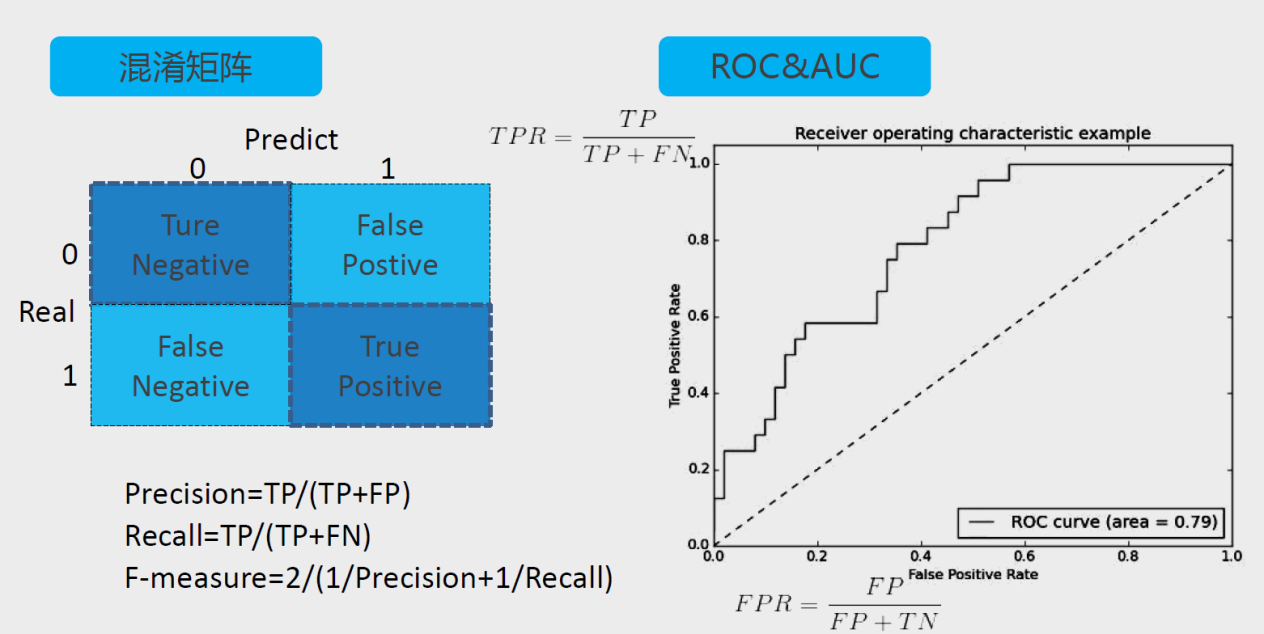 混淆矩阵
Predict
0 1
Ture
Negative
False
Postive
0
Real
False
Negative
True
Positive
1
Precision=TP/(TP+FP)
Recall=TP/(TP+FN)
F-measure=2/(1/Precision+1/Recall)
ROC&AUC
TPR = TP / TP + FN
Receiver operating characteristic example
1.0
0.8
0.6
0.4
0.2
0.0
True Positive Rate
ROC curve (area = 0.79)
0.0 0.2 0.4 0.6 0.8 1.0
False Positive Rate
FPR = FP / FP + TN